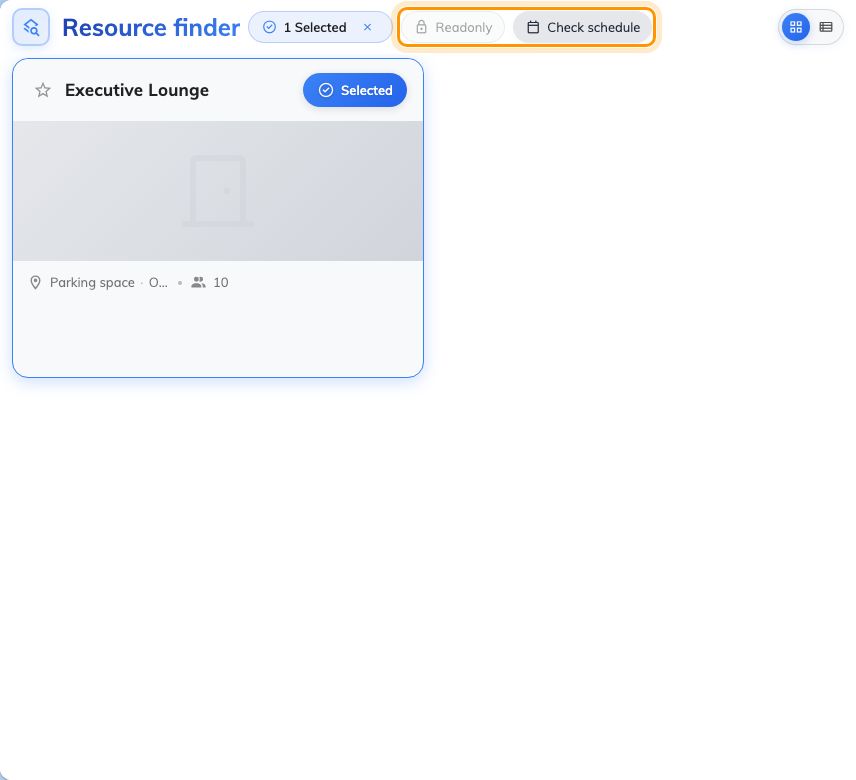 Resource finder
1 Selected
Readonly
Check schedule
Executive Lounge
Selected
Parking space · O... • 10